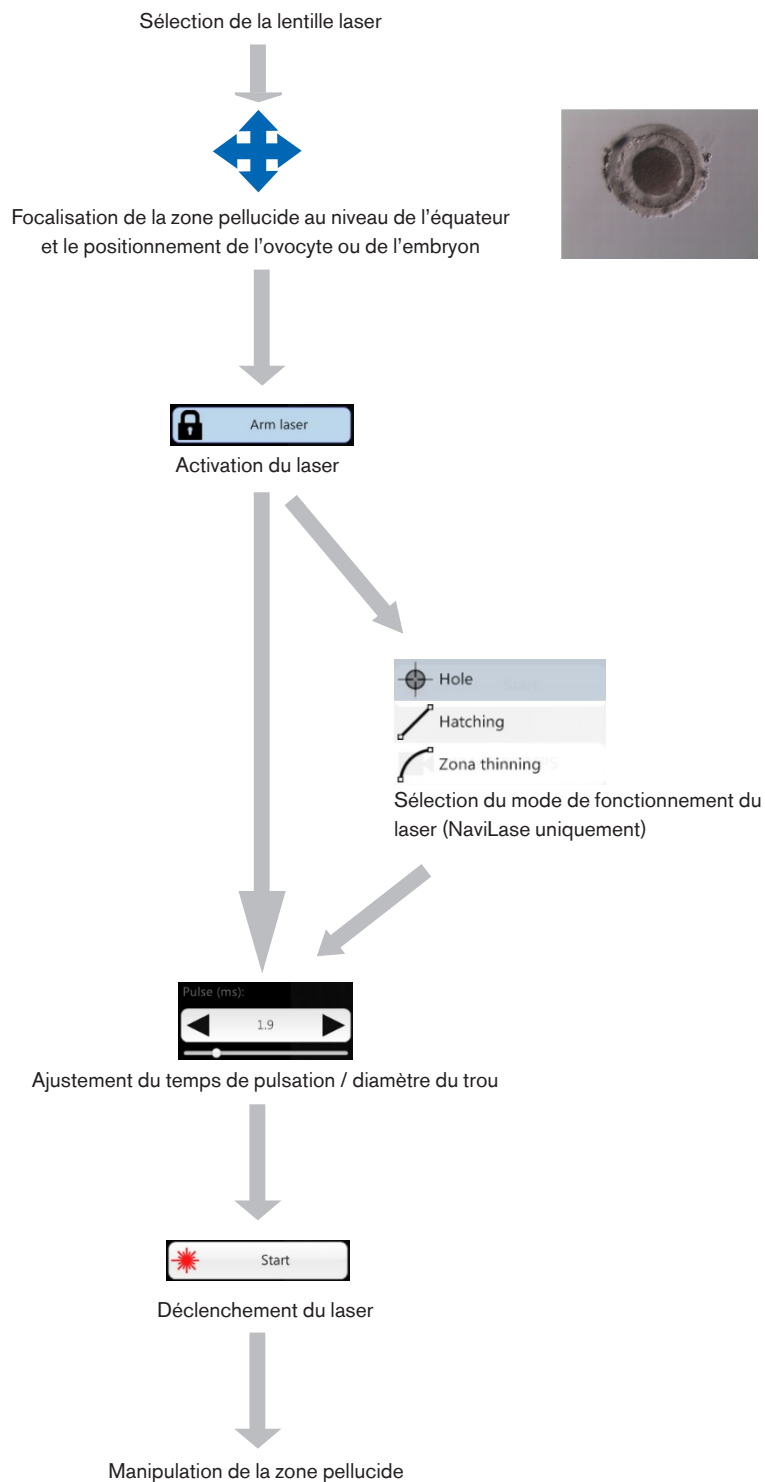 Sélection de la lentille laser
Focalisation de la zone pellucide au niveau de l'équateur
et le positionnement de l'ovocyte ou de l'embryon
Arm laser
Activation du laser
Hole
Hatching
Zona thinning
Sélection du mode de fonctionnement du
laser (NaviLase uniquement)
Pulse (ms):
1.9
Ajustement du temps de pulsation / diamètre du trou
Start
Déclenchement du laser
Manipulation de la zone pellucide